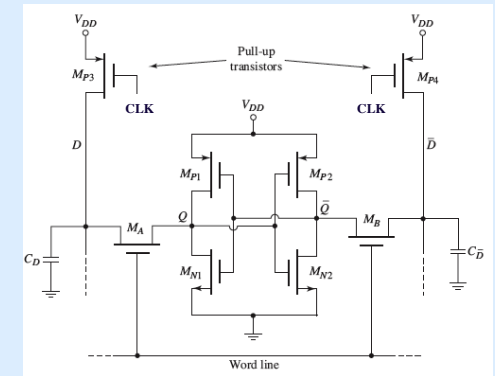 V_DD
V_DD
Pull-up
transistors
M_P3
M_P4
CLK
V_DD
CLK
D
D̅
M_P1
M_P2
Q
Q̅
M_A
M_B
C_D
C_D̅
M_N1
M_N2
Word line